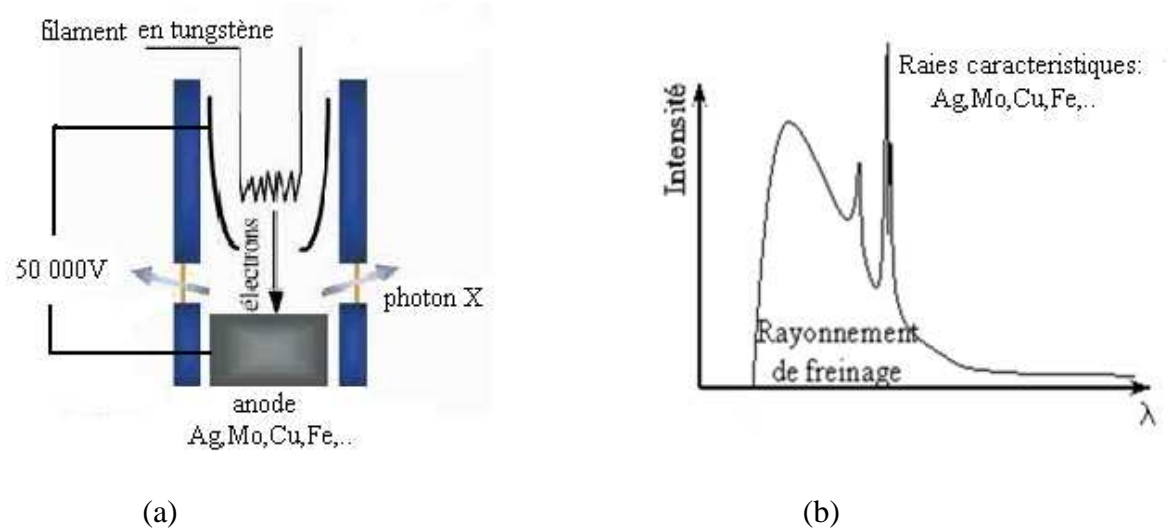 filament en tungstène
50 000V
électrons
photon X
anode
Ag,Mo,Cu,Fe,..
(a)
Intensité
Raies caracteristiques:
Ag,Mo,Cu,Fe,..
Rayonnement
de freinage
λ
(b)